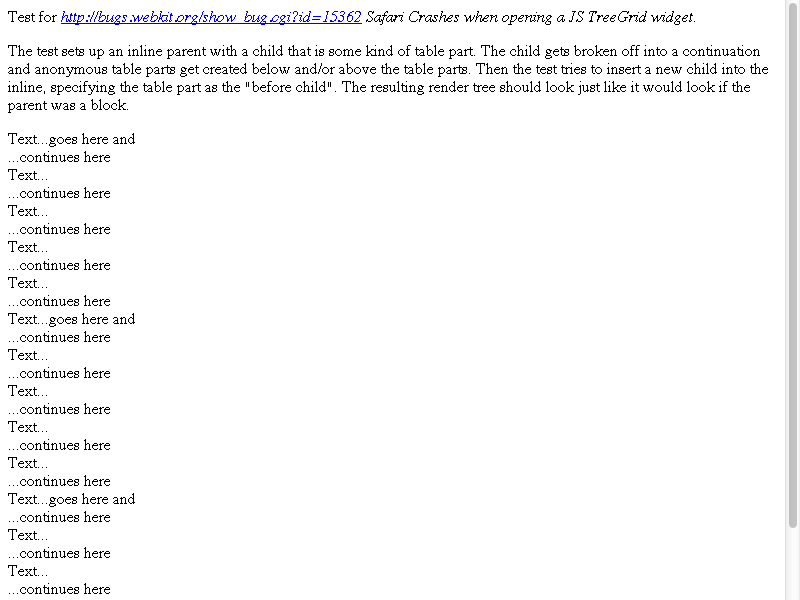 Test for http://bugs.webkit.org/show_bug.cgi?id=15362 Safari Crashes when opening a JS TreeGrid widget.
The test sets up an inline parent with a child that is some kind of table part. The child gets broken off into a continuation
and anonymous table parts get created below and/or above the table parts. Then the test tries to insert a new child into the
inline, specifying the table part as the "before child". The resulting render tree should look just like it would look if the
parent was a block.
Text...goes here and
...continues here
Text...
...continues here
Text...
...continues here
Text...
...continues here
Text...
...continues here
Text...goes here and
...continues here
Text...
...continues here
Text...
...continues here
Text...
...continues here
Text...
...continues here
Text...goes here and
...continues here
Text...
...continues here
Text...
...continues here